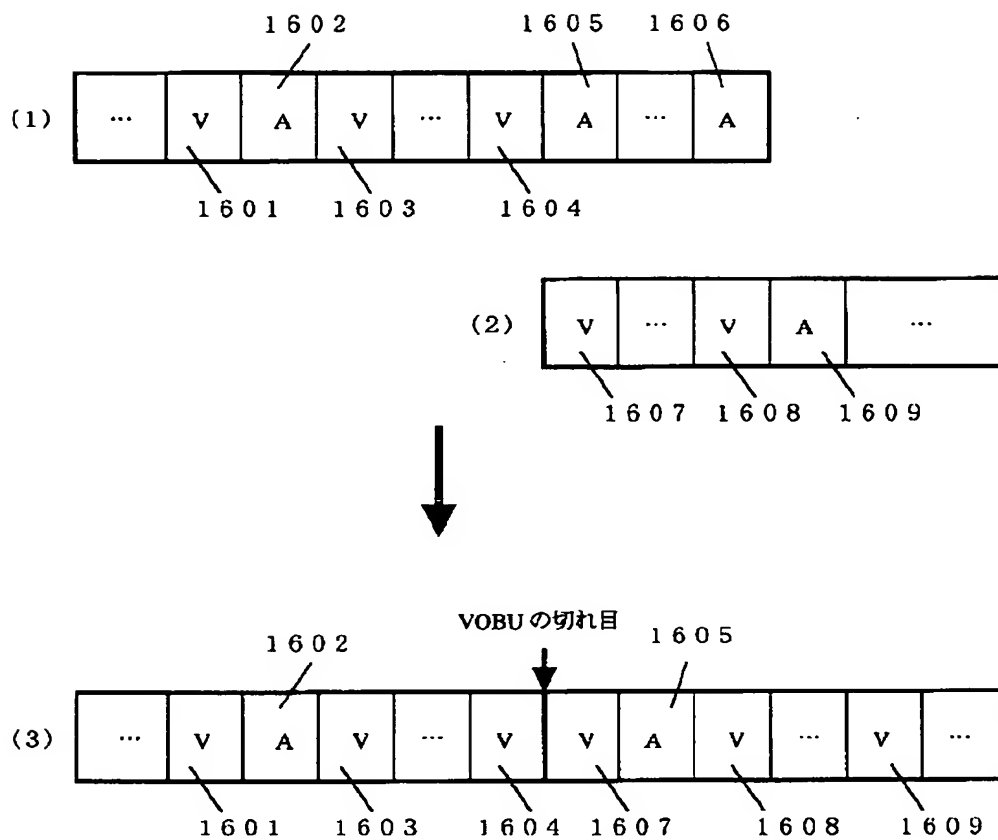 1602 1605 1606
(1) … V A V … V A … A
1601 1603 1604
(2) V … V A …
1607 1608 1609
VOBUの切れ目
1602 1605
(3) … V A V … V V A V … V …
1601 1603 1604 1607 1608 1609